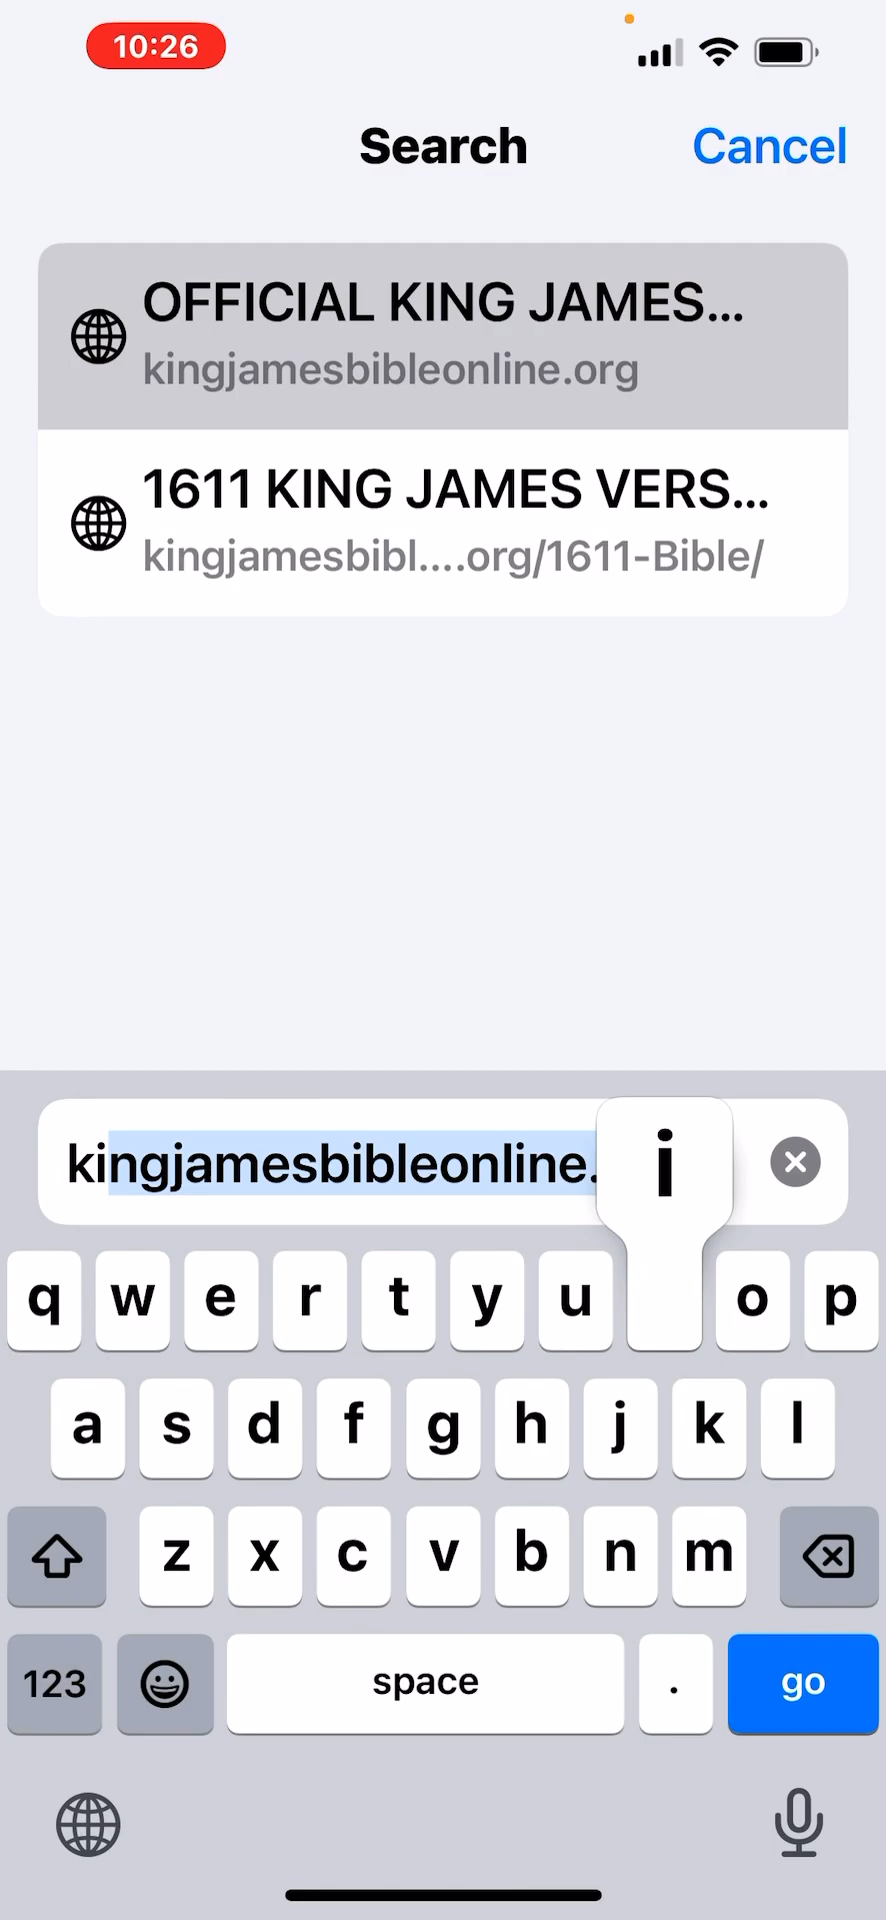 10:26
Search
Cancel
OFFICIAL KING JAMES...
kingjamesbibleonline.org
1611 KING JAMES VERS...
kingjamesbibl....org/1611-Bible/
kingjamesbibleonline.
i
q w e r t y u o p
a s d f g h j k l
z x c v b n m
123 space . go